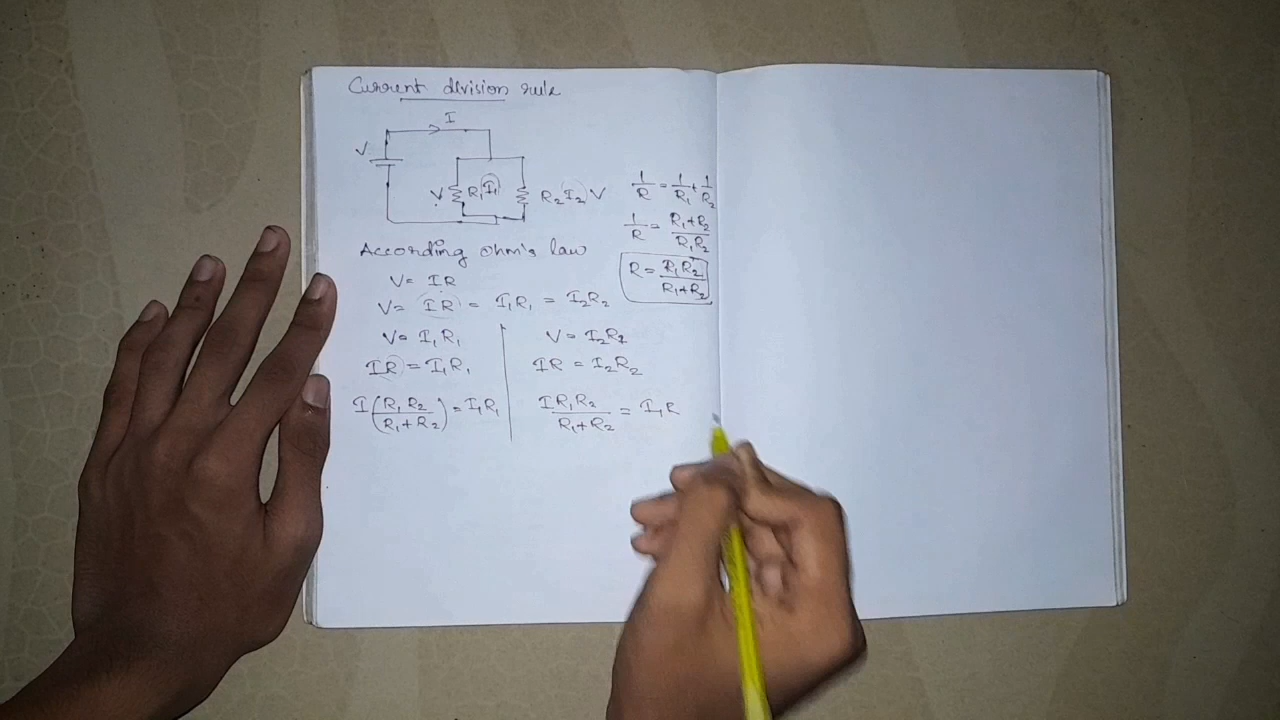 Current division rule
I
V
V R₁ I₁ R₂ I₂ V
1/R = 1/R₁ + 1/R₂
1/R = R₁+R₂/R₁R₂
R = R₁R₂/R₁+R₂
According ohm's law
V = IR
V = IR = I₁R₁ = I₂R₂
V = I₁R₁
IR = I₁R₁
I(R₁R₂/R₁+R₂) = I₁R₁
V = I₂R₂
IR = I₂R₂
IR₁R₂/R₁+R₂ = I₁R